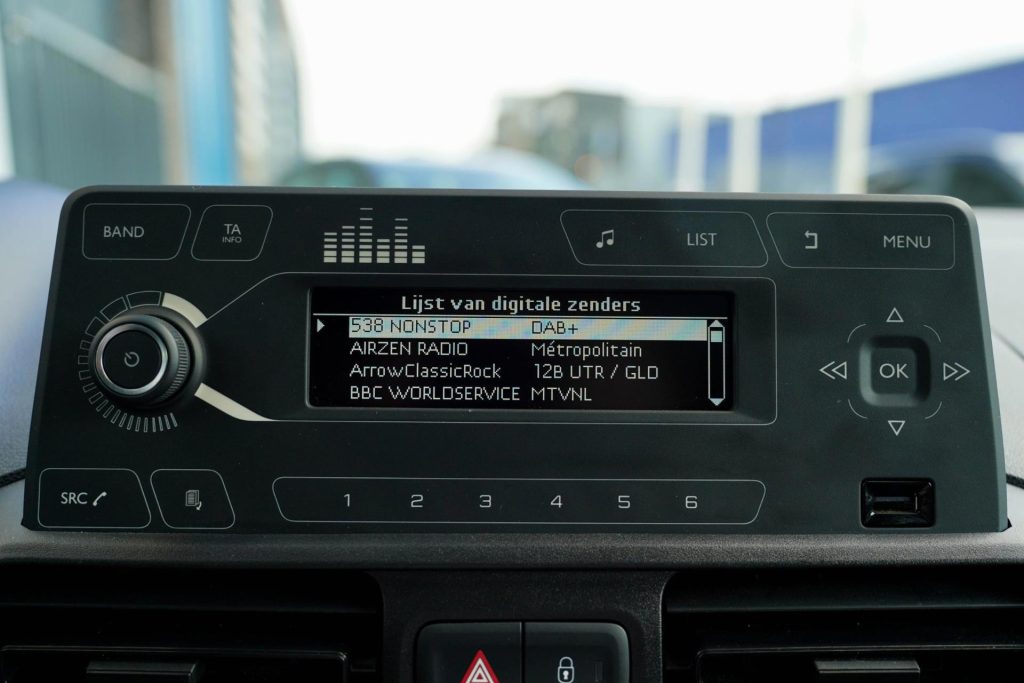 BAND
TA
INFO
LIST
MENU
Lijst van digitale zenders
538 NONSTOP DAB+
AIRZEN RADIO Métropolitain
ArrowClassicRock 12B UTR / GLD
BBC WORLDSERVICE MTVNL
OK
SRC
1 2 3 4 5 6